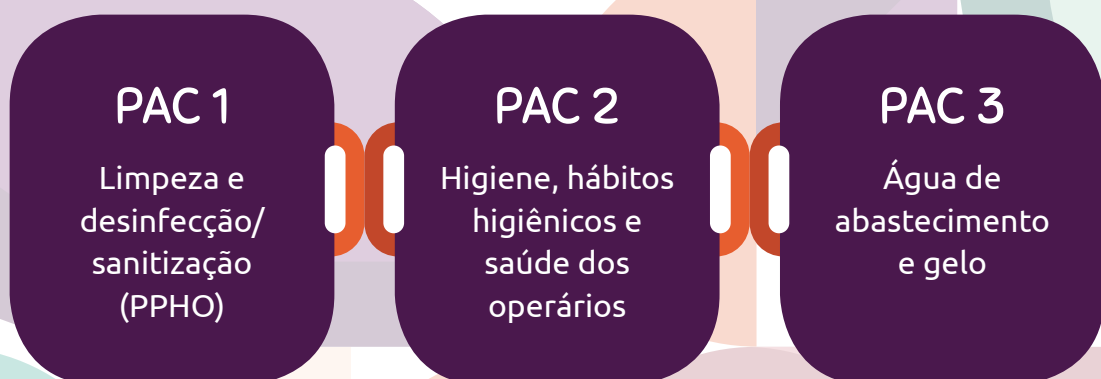 PAC 1
Limpeza e
desinfecção/
sanitização
(PPHO)
PAC 2
Higiene, hábitos
higiênicos e
saúde dos
operários
PAC 3
Água de
abastecimento
e gelo